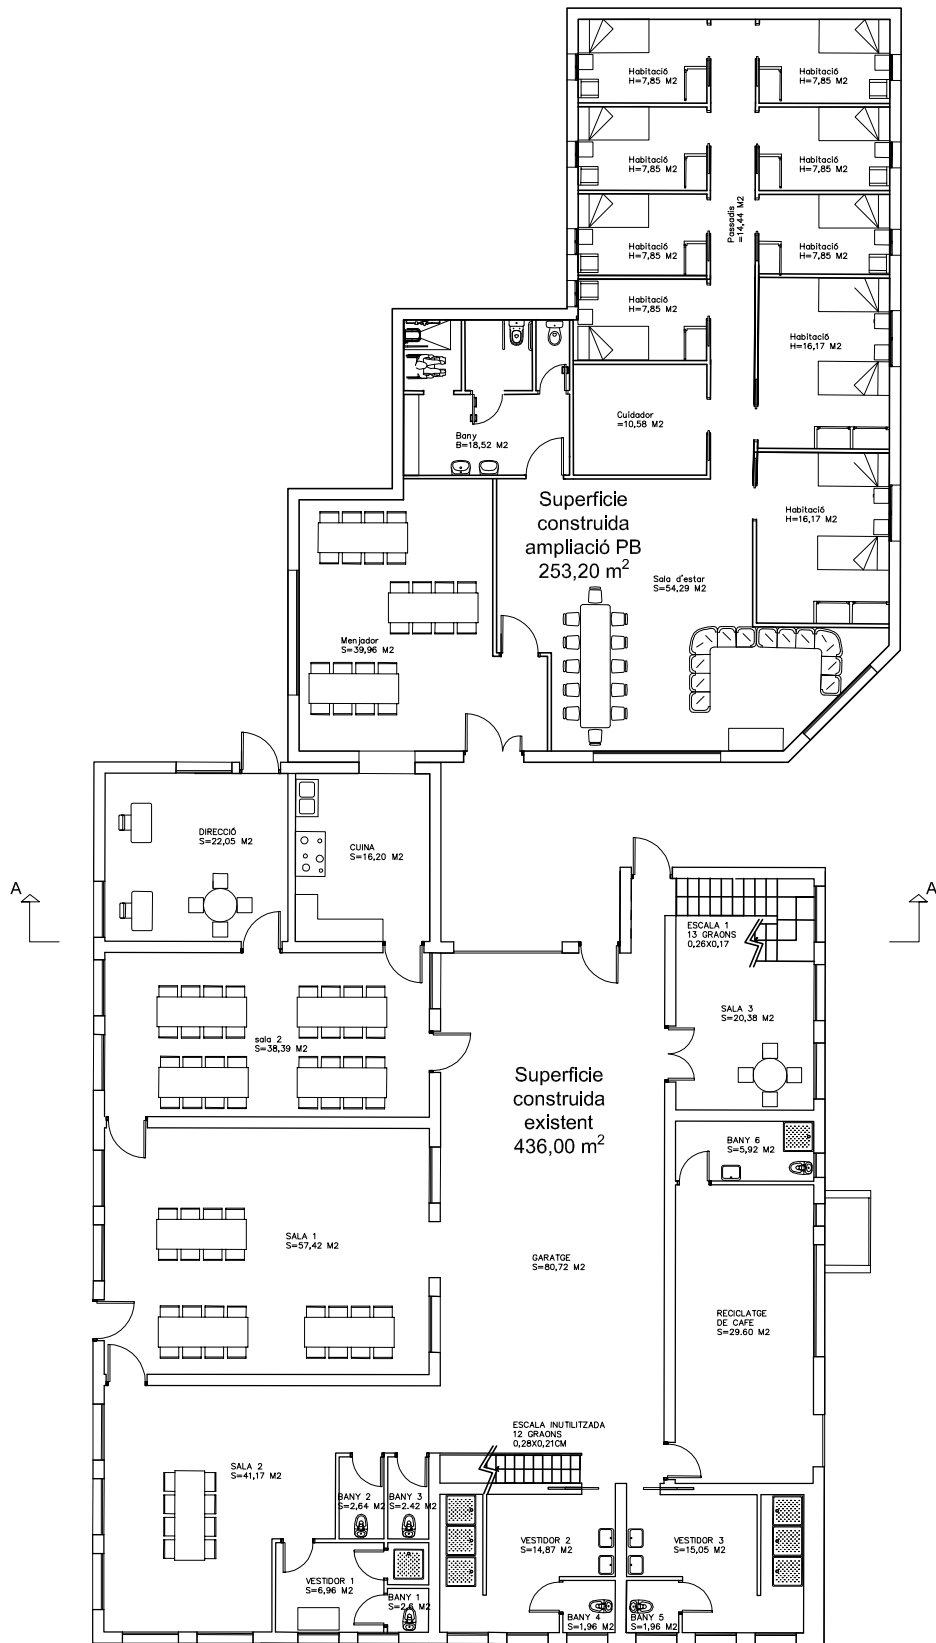 Habitació
H=7,85 M2
Habitació
H=7,85 M2
Habitació
H=7,85 M2
Habitació
H=7,85 M2
Passadis
=14,44 M2
Habitació
H=7,85 M2
Habitació
H=7,85 M2
Habitació
H=7,85 M2
Habitació
H=16,17 M2
Cuidador
=10,58 M2
Bany
B=18,52 M2
Superficie
construida
ampliació PB
253,20 m²
Habitació
H=16,17 M2
Sala d'estar
S=54,29 M2
Menjador
S=39,96 M2
DIRECCIÓ
S=22,05 M2
CUINA
S=16,20 M2
A
A
ESCALA 1
13 GRAONS
0,26X0,17
SALA 3
S=20,38 M2
sala 2
S=38,39 M2
Superficie
construida
existent
436,00 m²
BANY 6
S=5,92 M2
SALA 1
S=57,42 M2
GARATGE
S=80,72 M2
RECICLATGE
DE CAFE
S=29.60 M2
ESCALA INUTILITZADA
12 GRAONS
0,28X0,21CM
SALA 2
S=41,17 M2
BANY 2
S=2,64 M2
BANY 3
S=2.42 M2
VESTIDOR 2
S=14,87 M2
VESTIDOR 3
S=15,05 M2
VESTIDOR 1
S=6,96 M2
BANY 1
S=2.6 M2
BANY 4
S=1,96 M2
BANY 5
S=1,96 M2